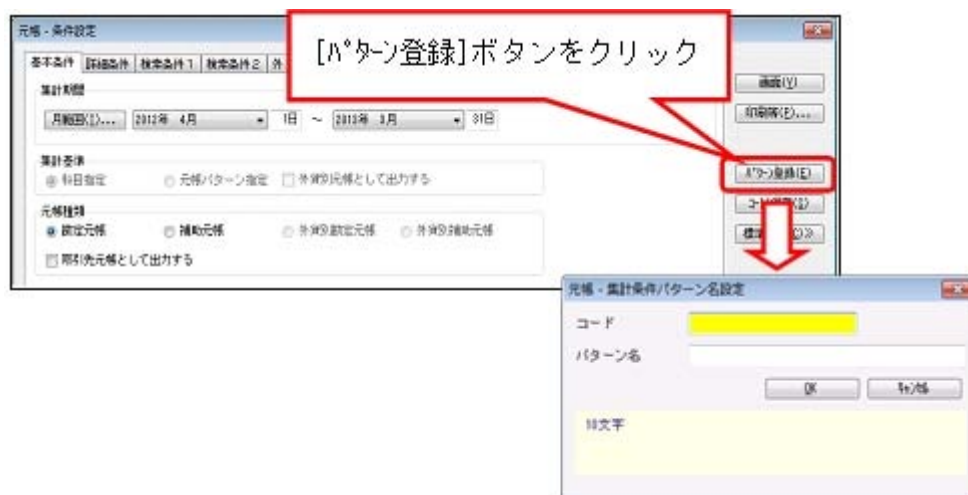 元帳 - 条件設定
[ﾊﾟﾀｰﾝ登録]ボタンをクリック
基本条件 詳細条件 検索条件1 検索条件2 外
集計期間
月範囲(I)... 2012年 4月 1日 ～ 2013年 3月 31日
集計基準
科目指定 元帳パターン指定 外貨別元帳として出力する
元帳種類
勘定元帳 補助元帳 外貨別勘定元帳 外貨別補助元帳
取引先元帳として出力する
画面(V)
印刷等(P)...
ﾊﾟﾀｰﾝ登録(E)
元帳 - 集計条件パターン名設定
コード
パターン名
OK ｷｬﾝｾﾙ
10文字